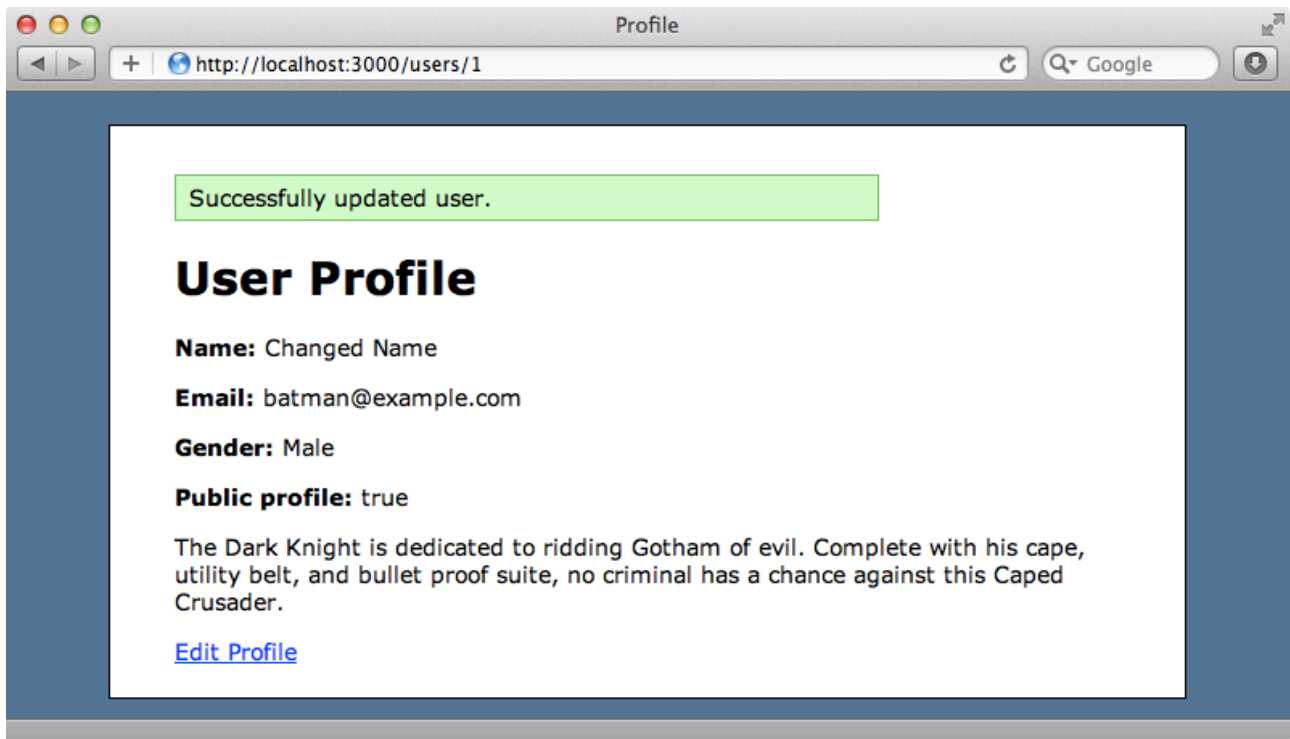 Profile
http://localhost:3000/users/1
Google
Successfully updated user.
User Profile
Name: Changed Name
Email: batman@example.com
Gender: Male
Public profile: true
The Dark Knight is dedicated to ridding Gotham of evil. Complete with his cape,
utility belt, and bullet proof suite, no criminal has a chance against this Caped
Crusader.
Edit Profile